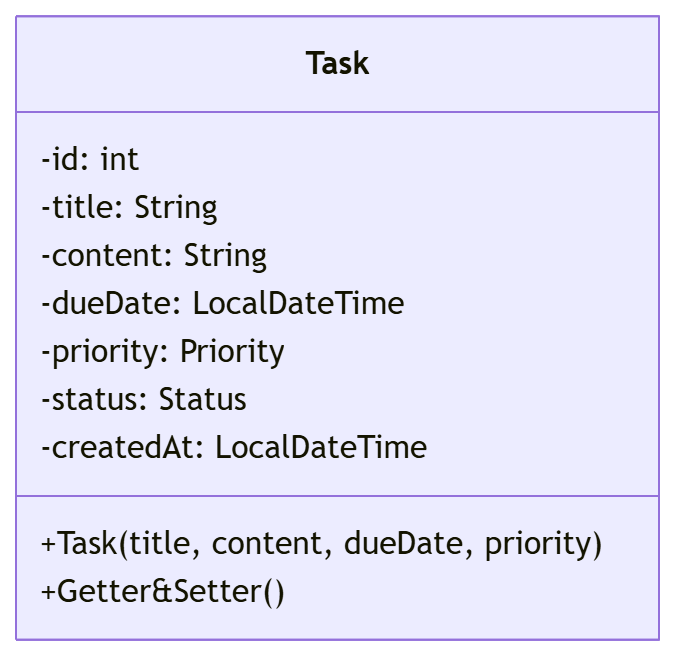 Task
-id: int
-title: String
-content: String
-dueDate: LocalDateTime
-priority: Priority
-status: Status
-createdAt: LocalDateTime
+Task(title, content, dueDate, priority)
+Getter&Setter()